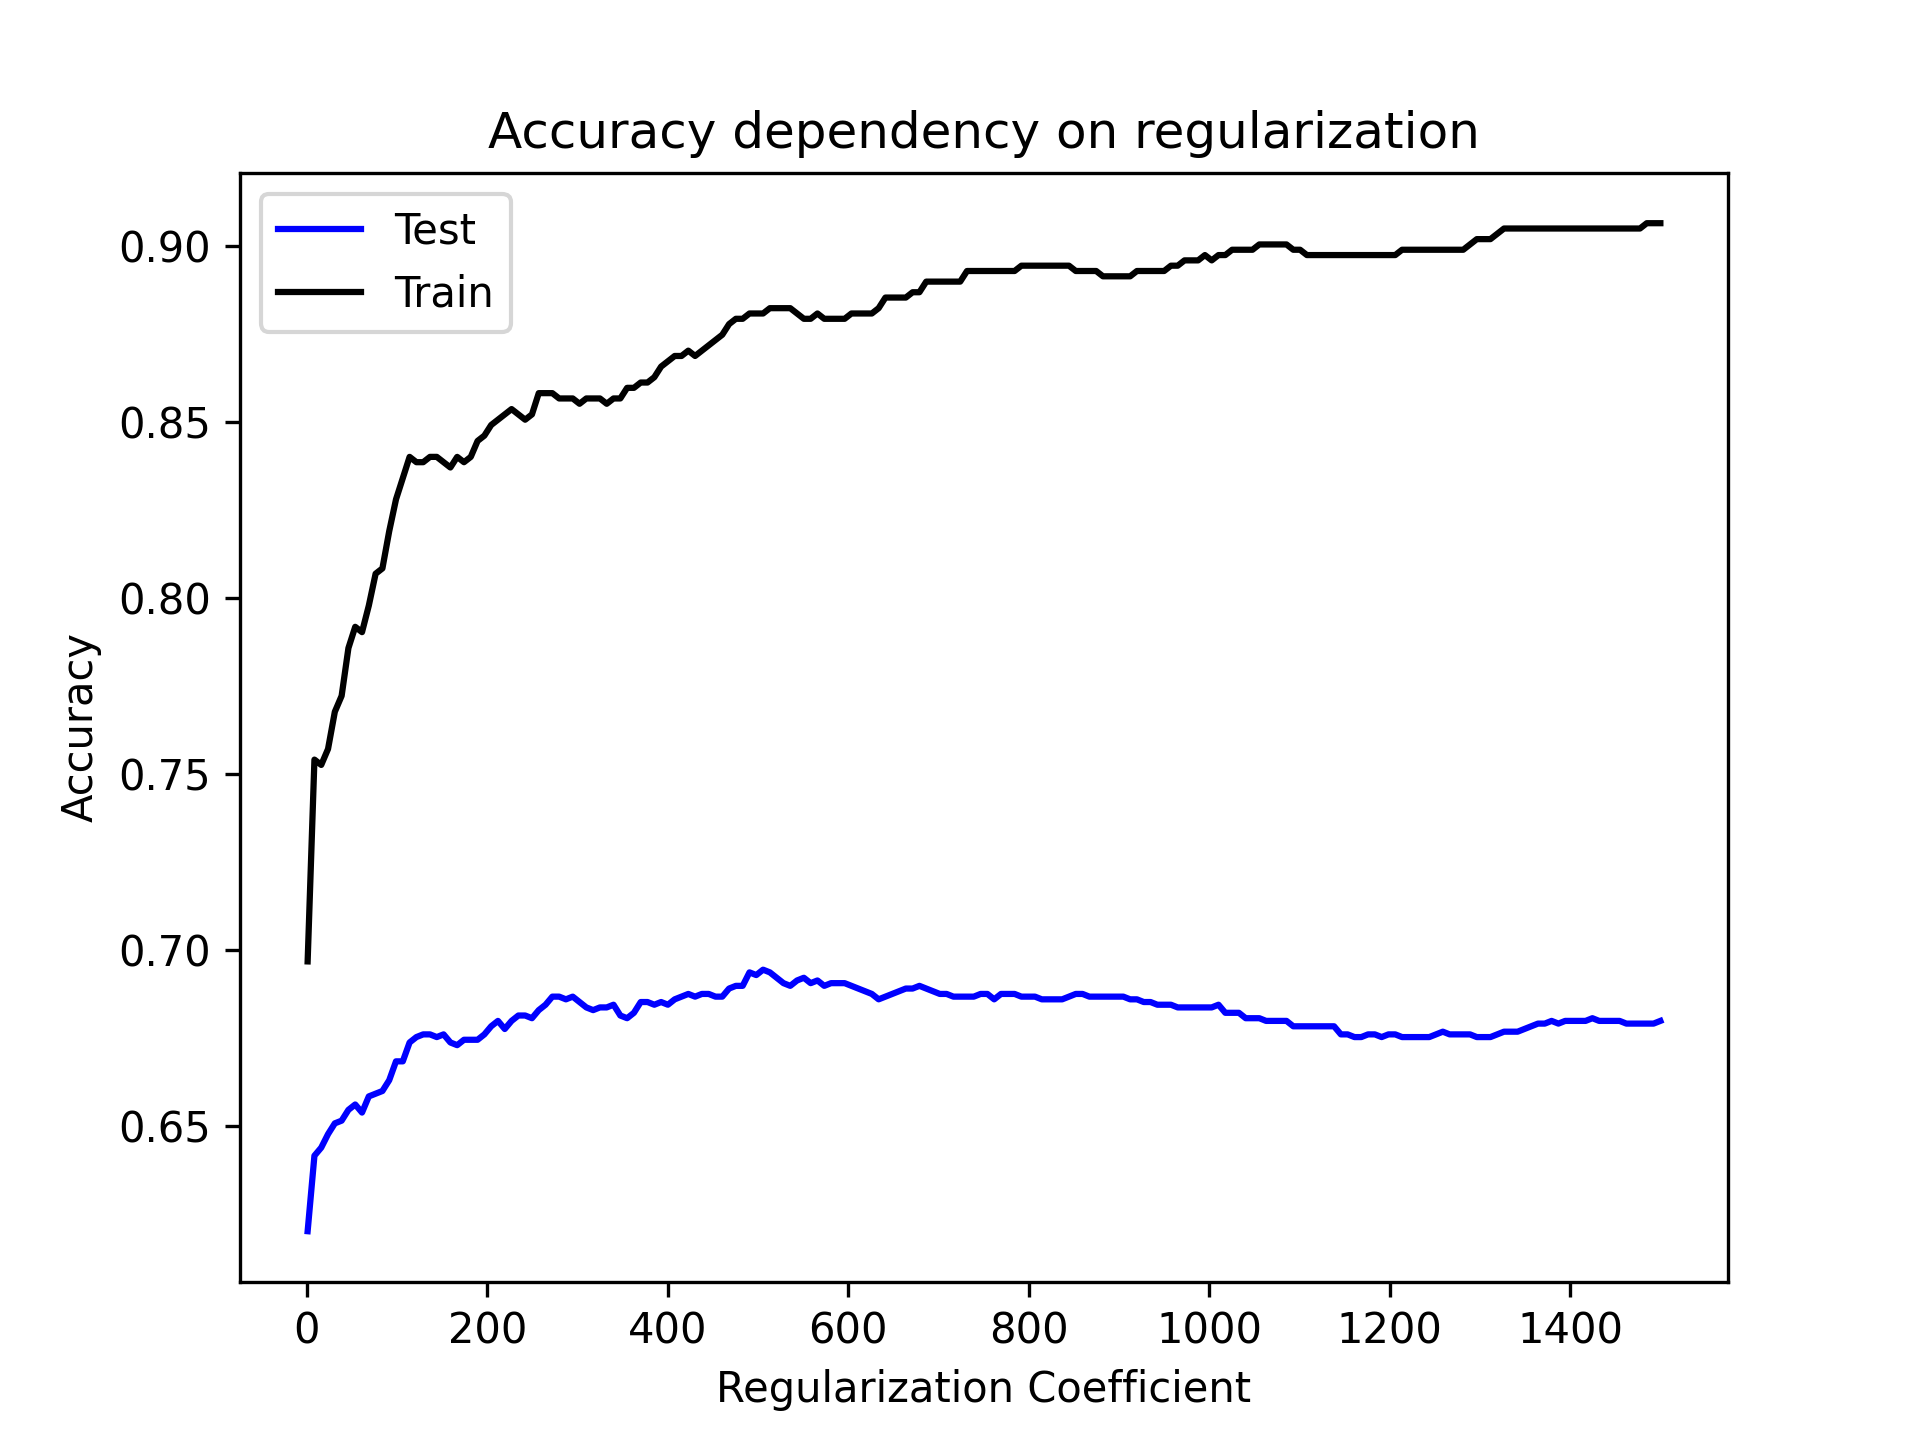 Accuracy dependency on regularization
Test
Train
0.90
0.85
0.80
0.75
0.70
0.65
Accuracy
0 200 400 600 800 1000 1200 1400
Regularization Coefficient